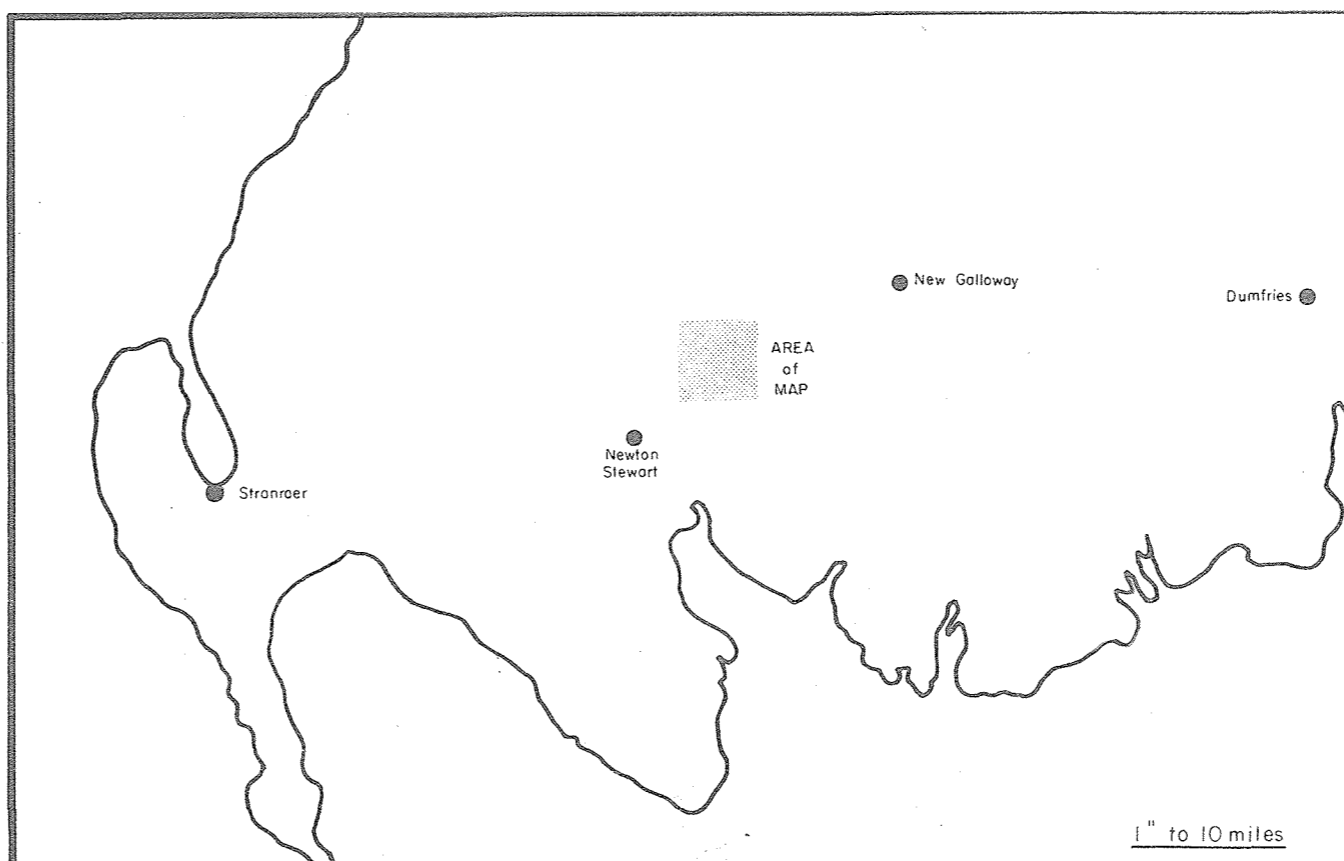 New Galloway
Dumfries
AREA
of
MAP
Newton
Stewart
Stranraer
1" to 10 miles